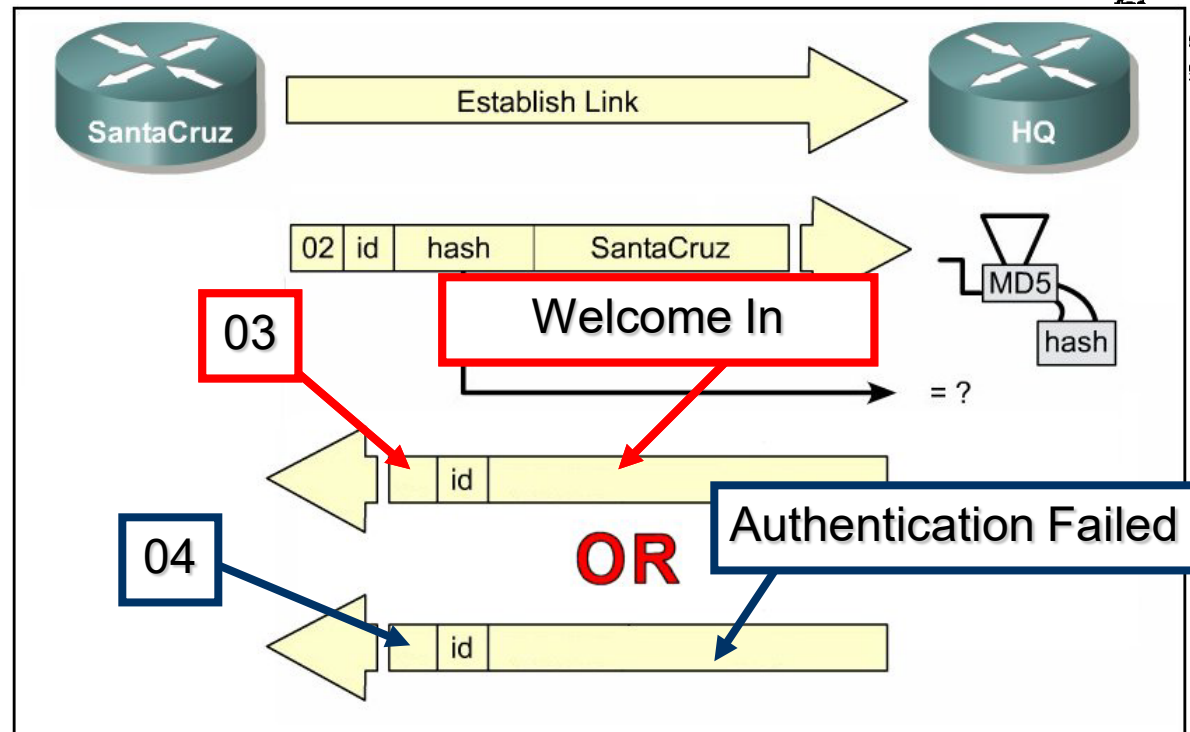 Establish Link
SantaCruz
HQ
02 id hash SantaCruz
MD5
hash
03
Welcome In
= ?
id
OR
Authentication Failed
04
id